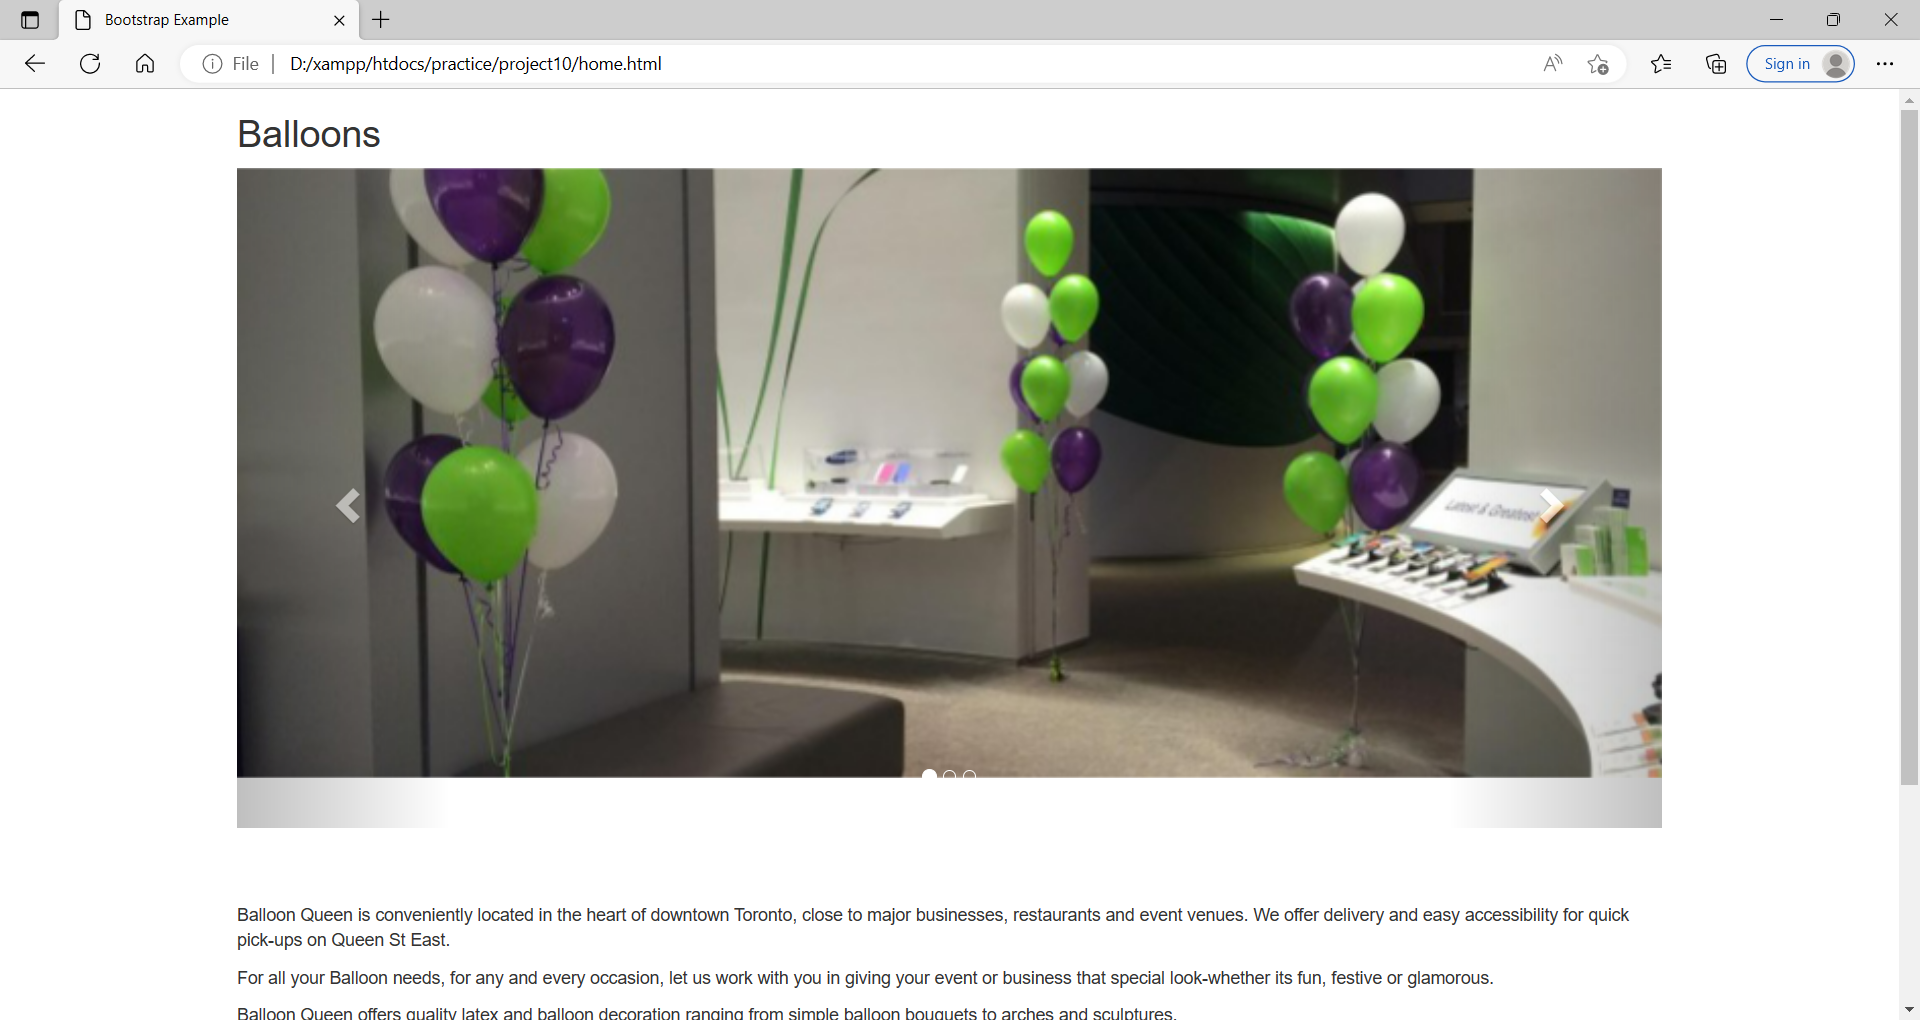 Bootstrap Example
File
D:/xampp/htdocs/practice/project10/home.html
Sign in
Balloons
Latest & Greatest
Balloon Queen is conveniently located in the heart of downtown Toronto, close to major businesses, restaurants and event venues. We offer delivery and easy accessibility for quick
pick-ups on Queen St East.
For all your Balloon needs, for any and every occasion, let us work with you in giving your event or business that special look-whether its fun, festive or glamorous.
Balloon Queen offers quality latex and balloon decoration ranging from simple balloon bouquets to arches and sculptures.